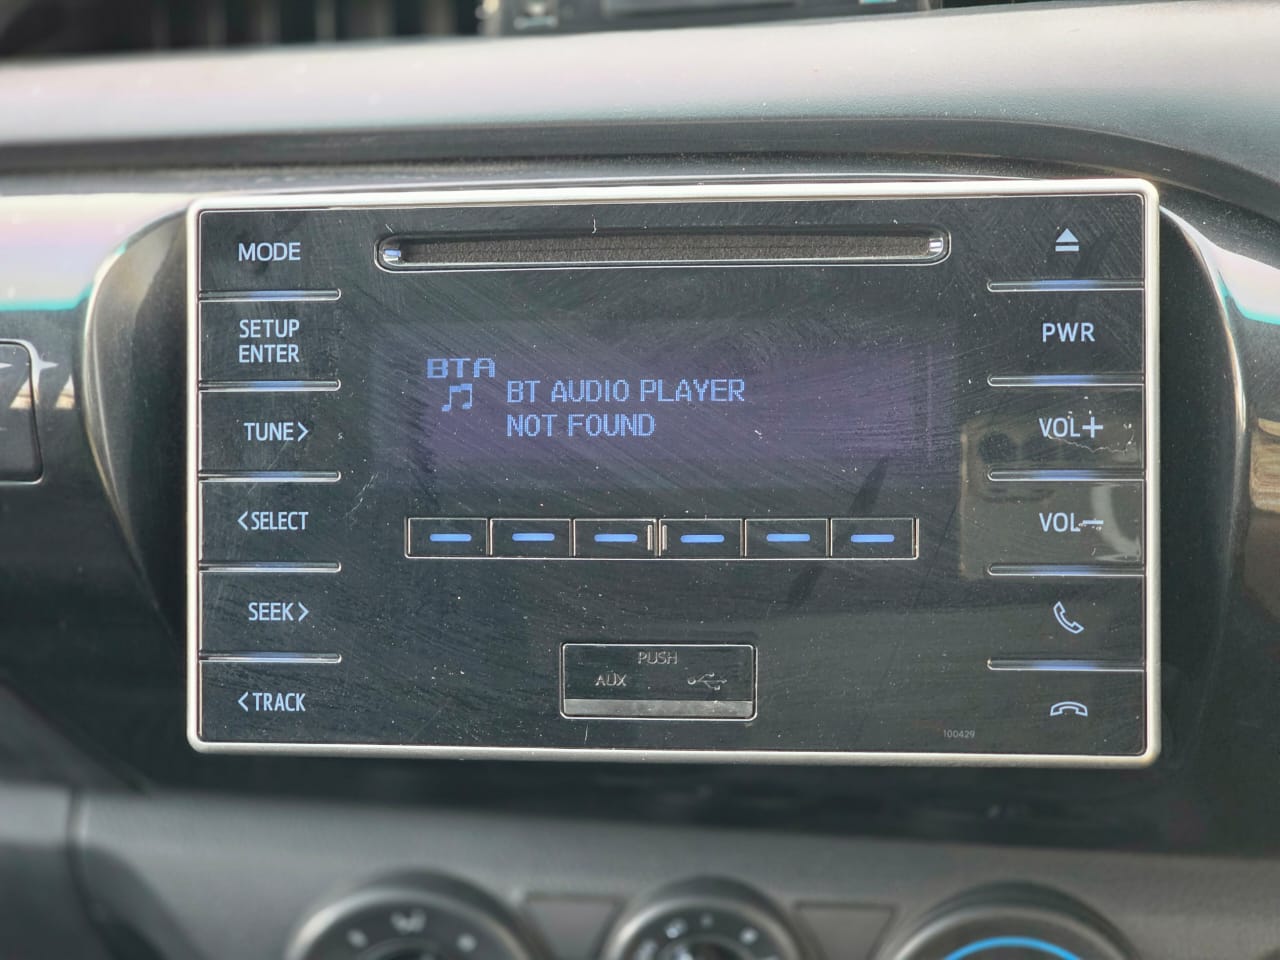 MODE
SETUP
ENTER
TUNE>
<SELECT
SEEK>
<TRACK
BTA
BT AUDIO PLAYER
NOT FOUND
PUSH
AUX
PWR
VOL+
VOL-
100429